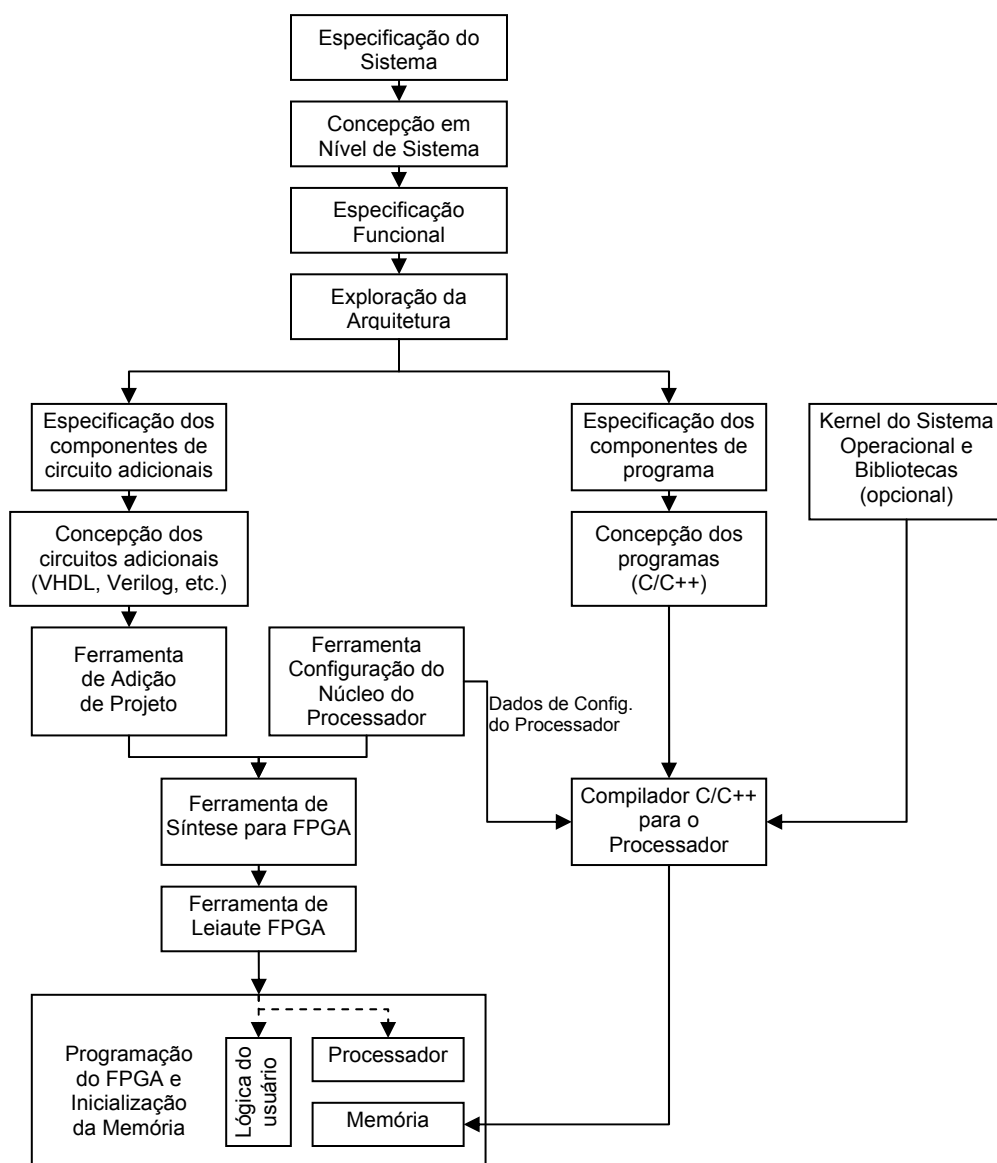 Especificação do
Sistema
Concepção em
Nível de Sistema
Especificação
Funcional
Exploração da
Arquitetura
Especificação dos
componentes de
circuito adicionais
Especificação dos
componentes de
programa
Kernel do Sistema
Operacional e
Bibliotecas
(opcional)
Concepção dos
circuitos adicionais
(VHDL, Verilog, etc.)
Concepção dos
programas
(C/C++)
Ferramenta
de Adição
de Projeto
Ferramenta
Configuração do
Núcleo do
Processador
Dados de Config.
do Processador
Ferramenta de
Síntese para FPGA
Compilador C/C++
para o
Processador
Ferramenta de
Leiaute FPGA
Programação
do FPGA e
Inicialização
da Memória
Lógica do
usuário
Processador
Memória